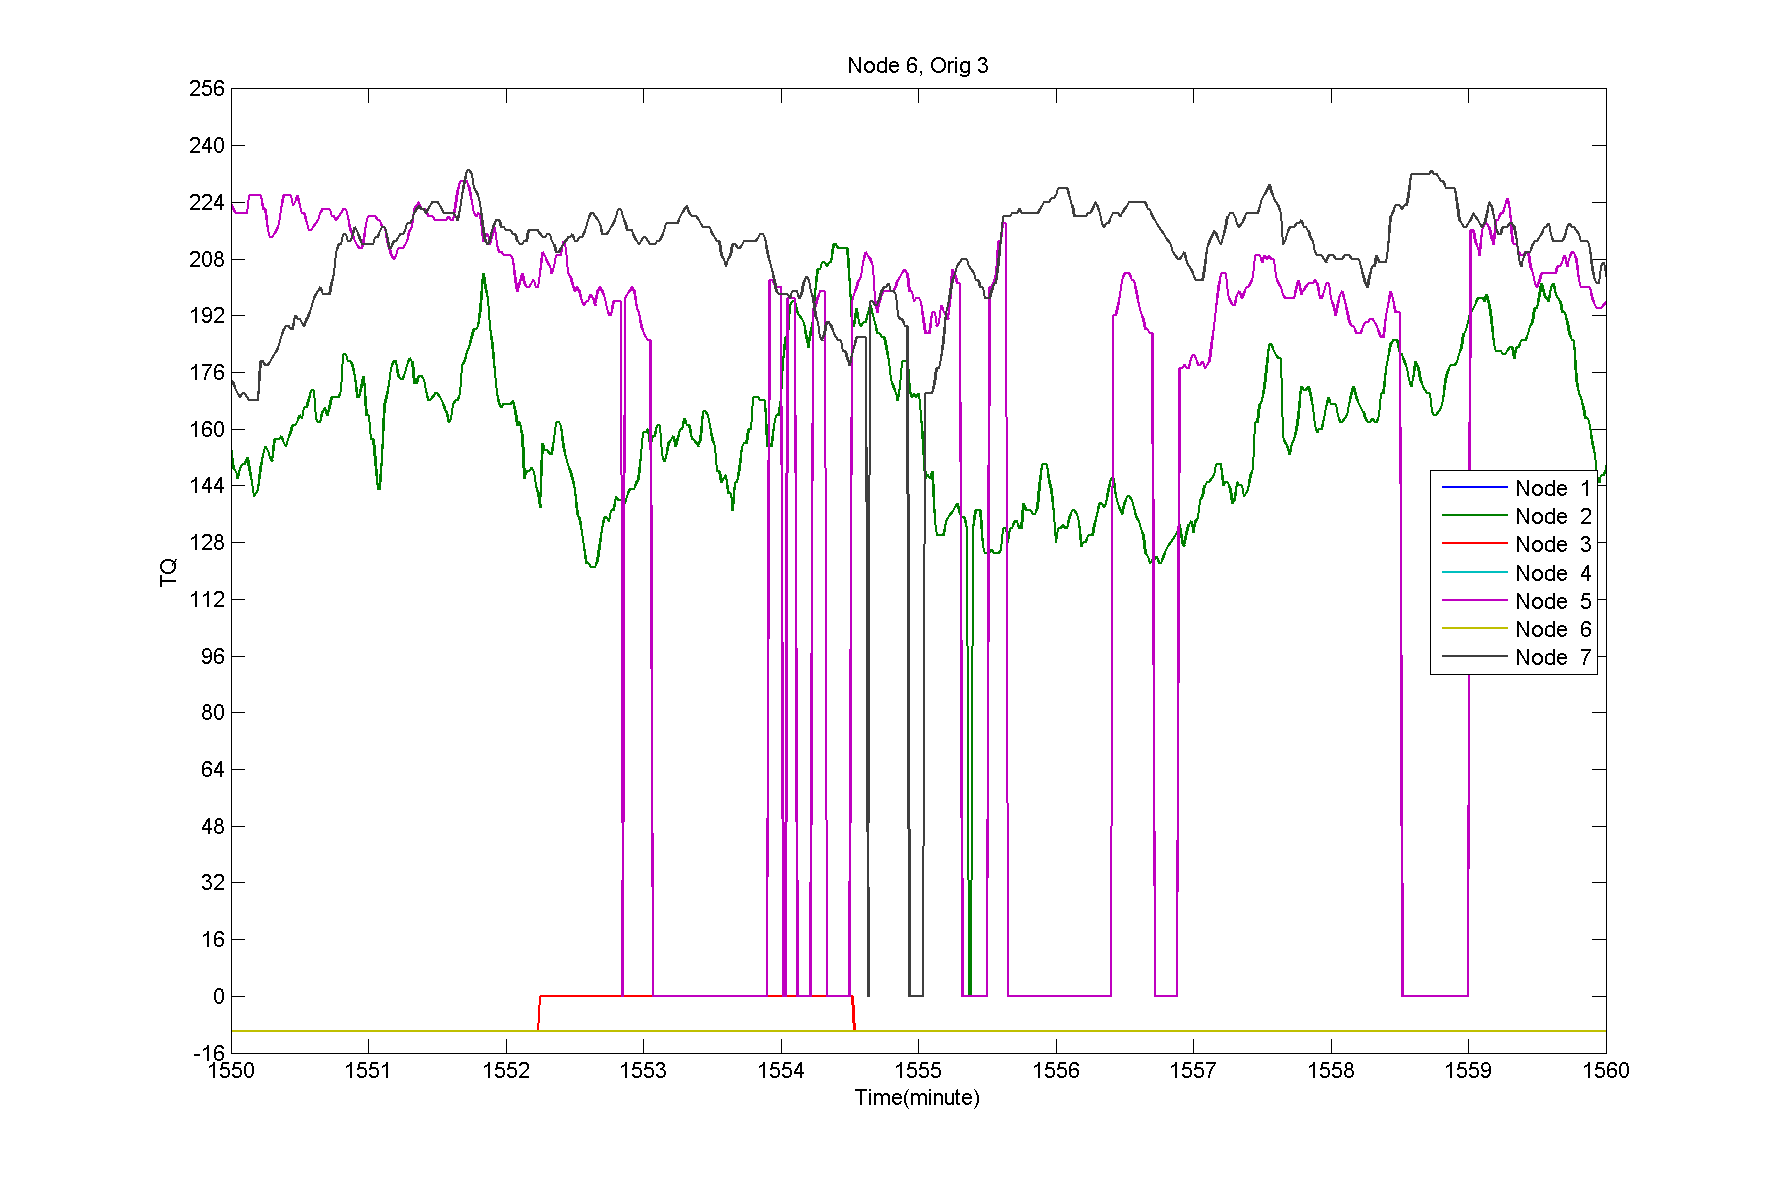 Node 6, Orig 3
256
240
224
208
192
176
160
144
128
112
96
80
64
48
32
16
0
-16
TQ
Node 1
Node 2
Node 3
Node 4
Node 5
Node 6
Node 7
1550 1551 1552 1553 1554 1555 1556 1557 1558 1559 1560
Time(minute)